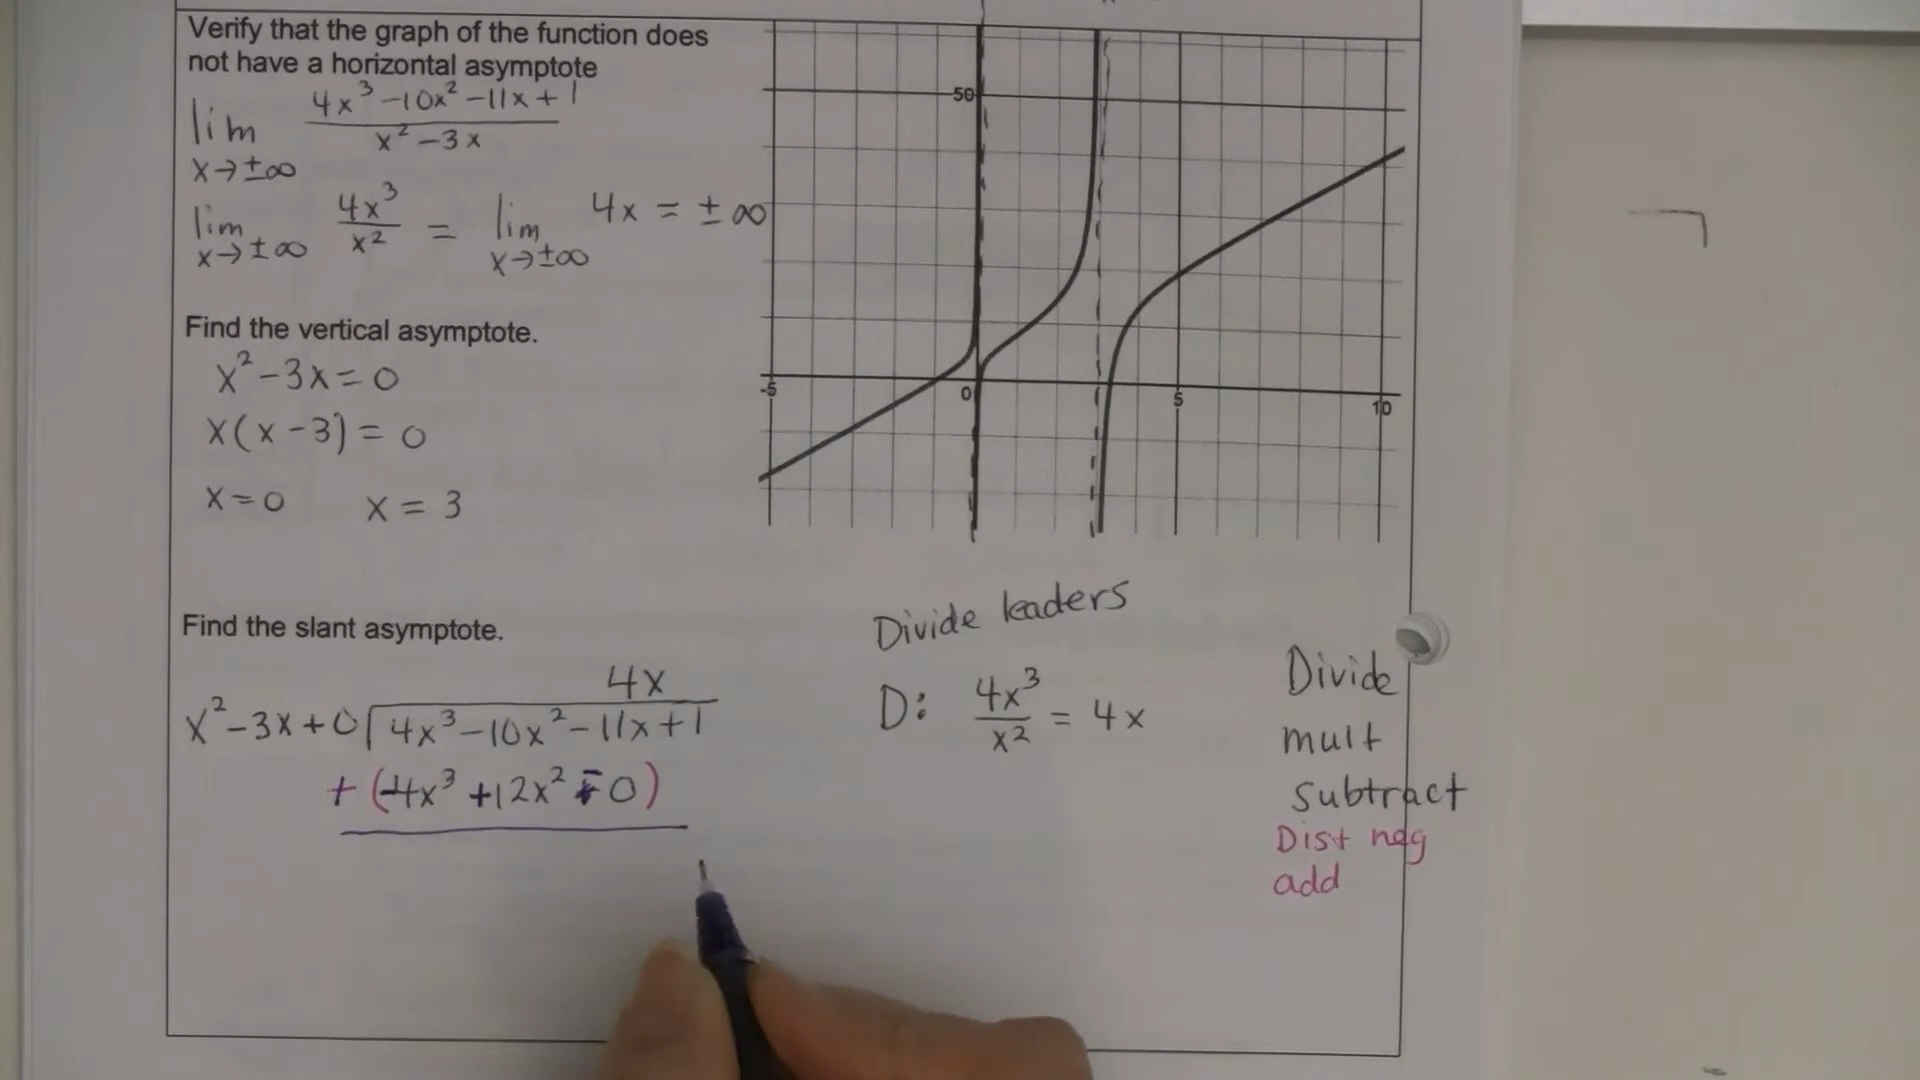 Verify that the graph of the function does
not have a horizontal asymptote
lim x→±∞ (4x³ −10x² −11x + 1)/(x² −3x)
lim x→±∞ 4x³/x² = lim x→±∞ 4x = ±∞
Find the vertical asymptote.
x² −3x = 0
x(x −3) = 0
x = 0 x = 3
50
-5 0 5 10
Find the slant asymptote.
4x
x² −3x + 0 4x³ −10x² −11x + 1
+ (−4x³ +12x² − 0)
Divide leaders
D: 4x³/x² = 4x
Divide
mult
subtract
Dist neg
add